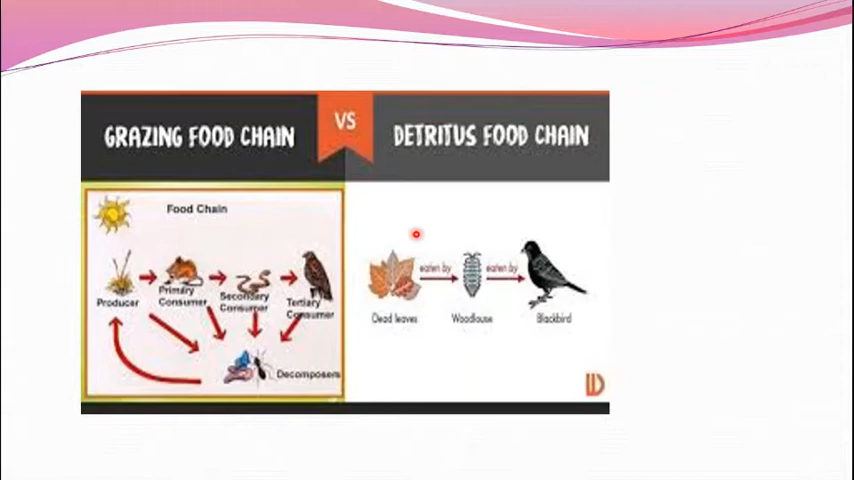 GRAZING FOOD CHAIN
VS
DETRITUS FOOD CHAIN
Food Chain
Producer
Primary
Consumer
Secondary
Consumer
Tertiary
Consumer
Decomposers
eaten by
eaten by
Dead leaves
Woodlouse
Blackbird